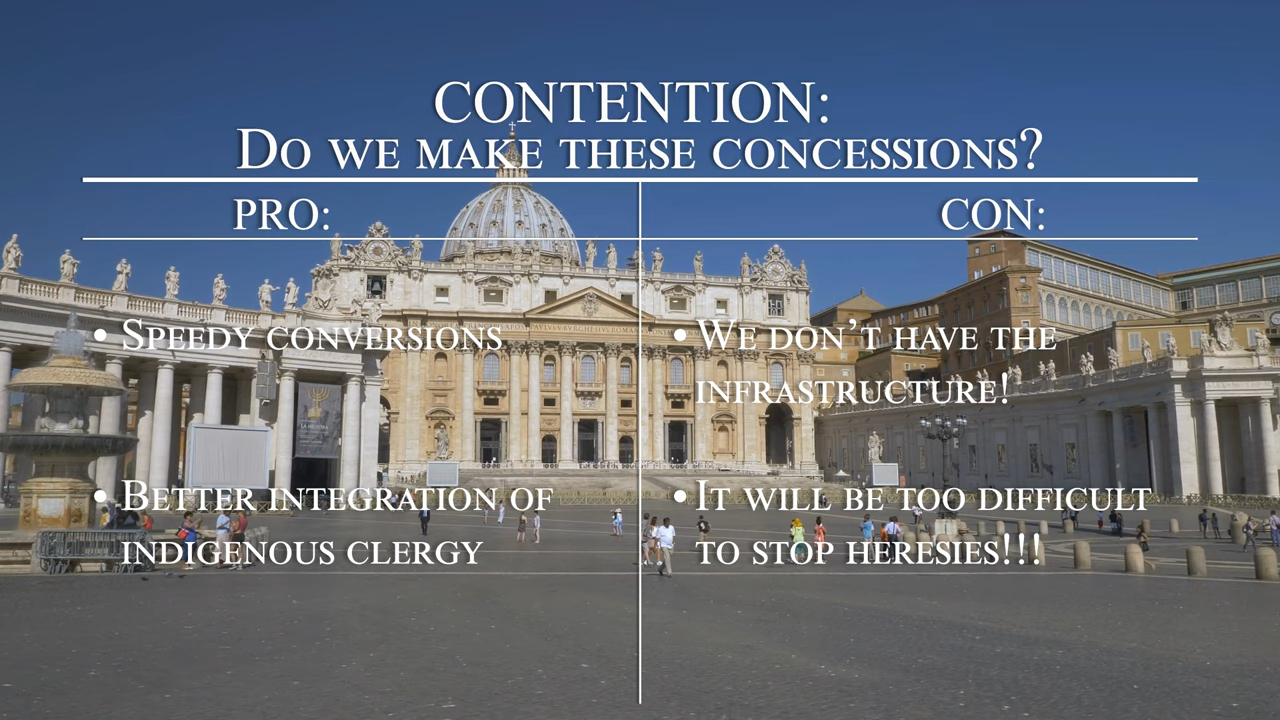 CONTENTION:
DO WE MAKE THESE CONCESSIONS?
PRO:
CON:
• SPEEDY CONVERSIONS
• BETTER INTEGRATION OF
INDIGENOUS CLERGY
• WE DON'T HAVE THE
INFRASTRUCTURE!
• IT WILL BE TOO DIFFICULT
TO STOP HERESIES!!!